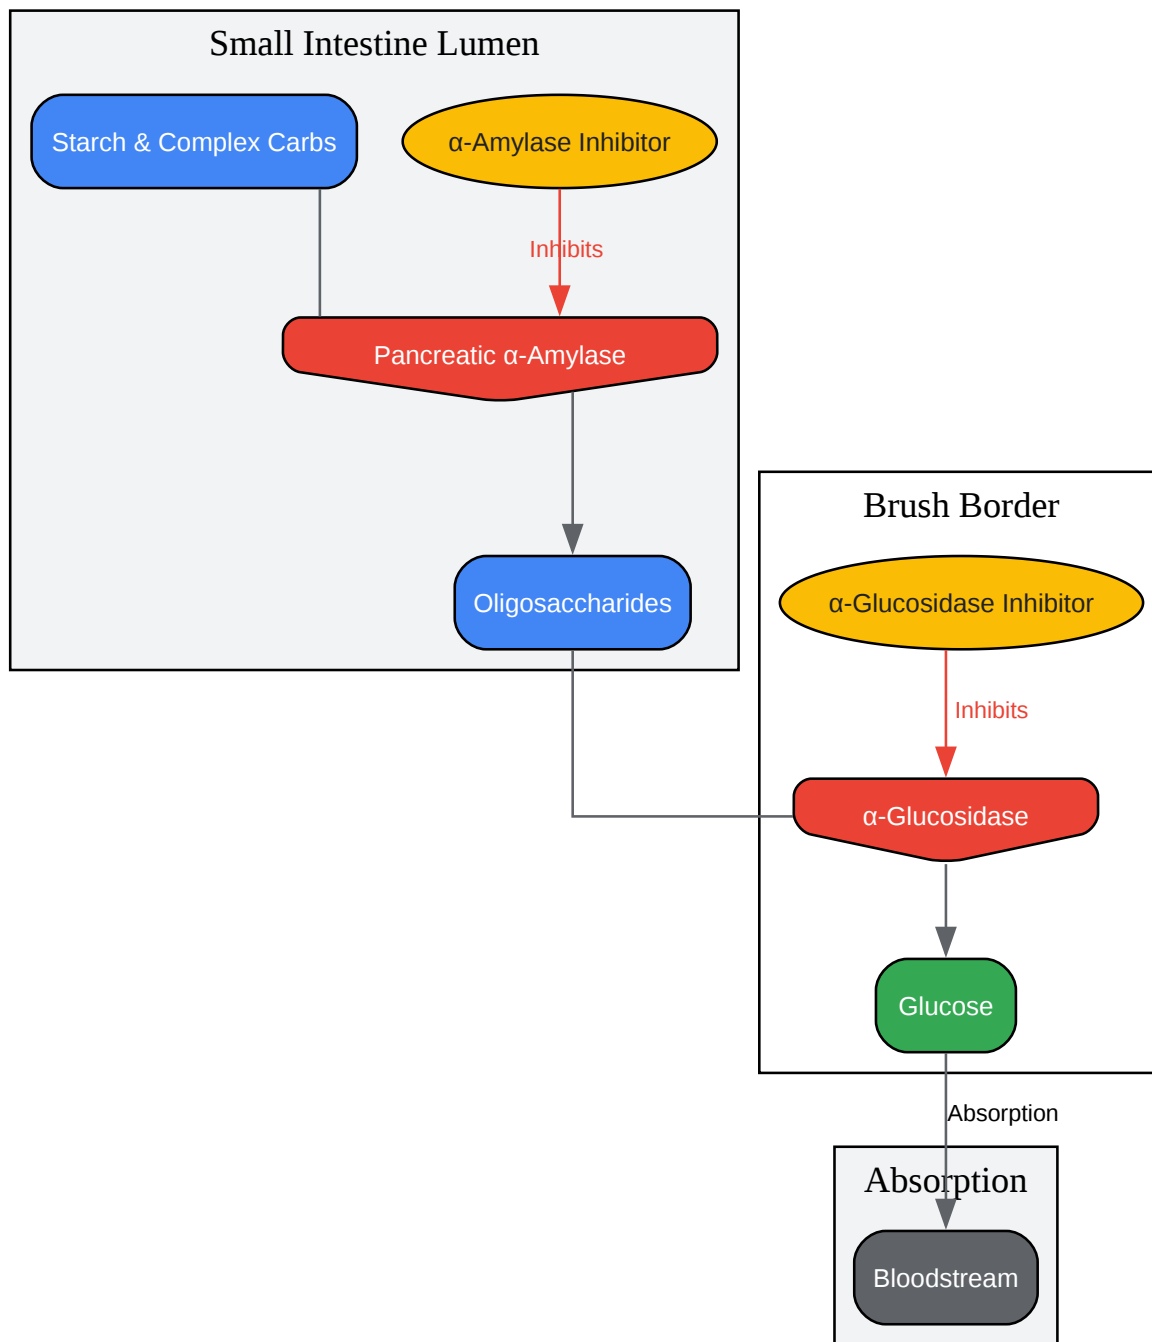 Small Intestine Lumen
Starch & Complex Carbs
α-Amylase Inhibitor
Inhibits
Pancreatic α-Amylase
Oligosaccharides
Brush Border
α-Glucosidase Inhibitor
Inhibits
α-Glucosidase
Glucose
Absorption
Absorption
Bloodstream